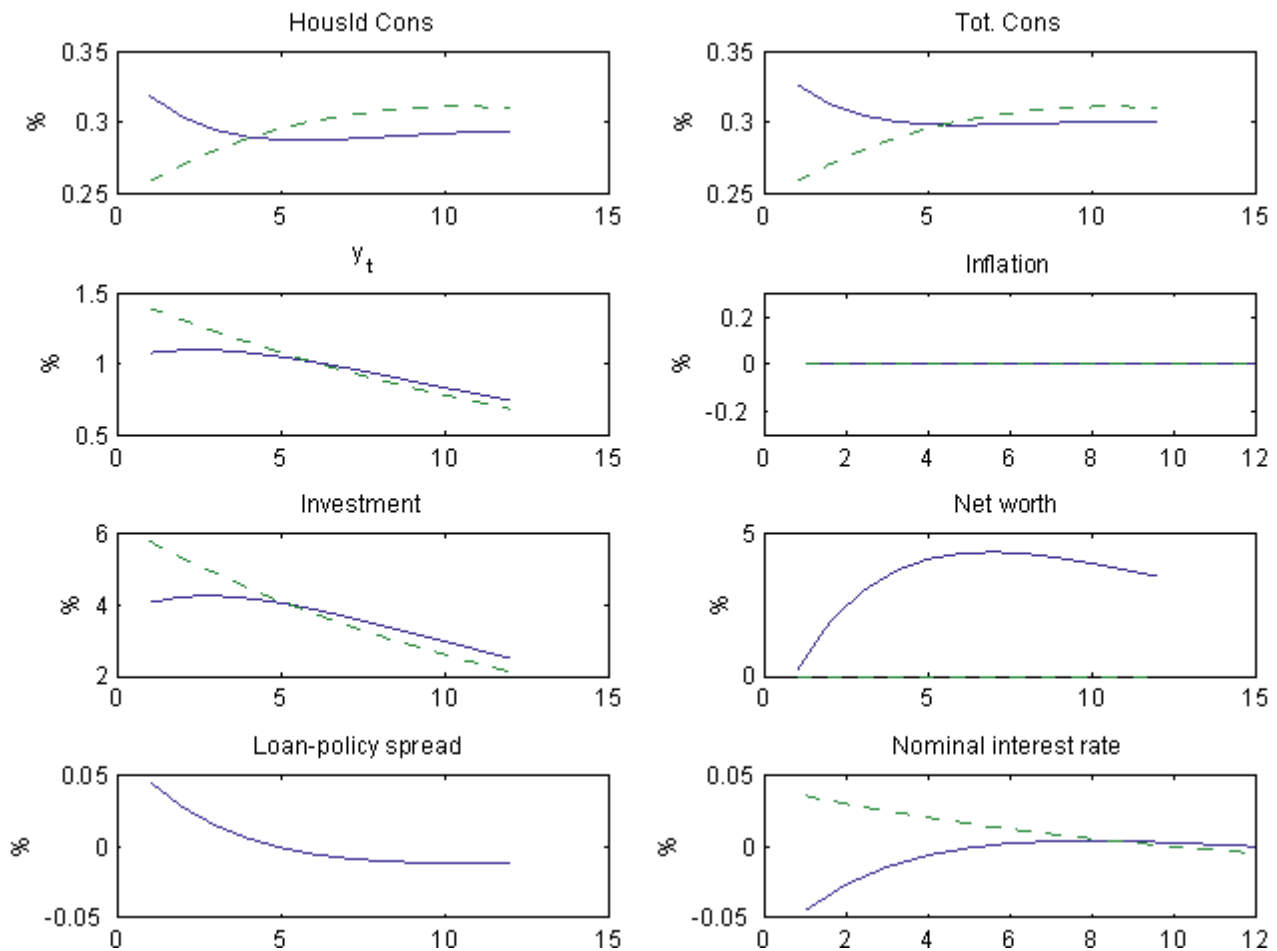 Housld Cons
0.35
0.3
0.25
%
0 5 10 15
Tot. Cons
0.35
0.3
0.25
%
0 5 10 15
y_t
1.5
1
0.5
%
0 5 10 15
Inflation
0.2
0
-0.2
%
0 2 4 6 8 10 12
Investment
6
4
2
%
0 5 10 15
Net worth
5
0
%
0 5 10 15
Loan-policy spread
0.05
0
-0.05
%
0 5 10 15
Nominal interest rate
0.05
0
-0.05
%
0 2 4 6 8 10 12